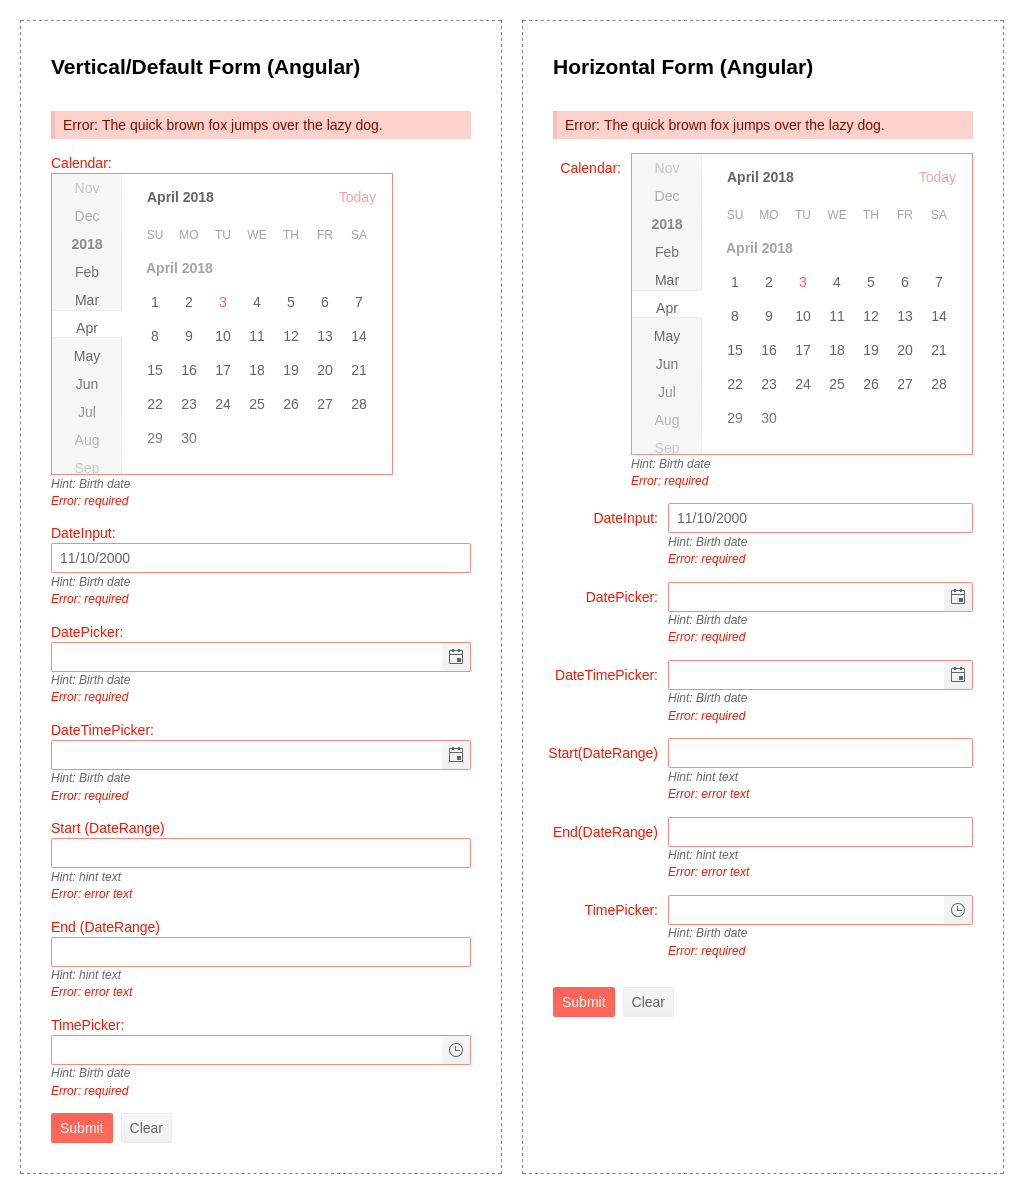 Vertical/Default Form (Angular)
Error: The quick brown fox jumps over the lazy dog.
Calendar:
Nov
Dec
2018
Feb
Mar
Apr
May
Jun
Jul
Aug
Sep
April 2018 Today
SU MO TU WE TH FR SA
April 2018
1 2 3 4 5 6 7
8 9 10 11 12 13 14
15 16 17 18 19 20 21
22 23 24 25 26 27 28
29 30
Hint: Birth date
Error: required
DateInput:
11/10/2000
Hint: Birth date
Error: required
DatePicker:
Hint: Birth date
Error: required
DateTimePicker:
Hint: Birth date
Error: required
Start (DateRange)
Hint: hint text
Error: error text
End (DateRange)
Hint: hint text
Error: error text
TimePicker:
Hint: Birth date
Error: required
Submit Clear
Horizontal Form (Angular)
Error: The quick brown fox jumps over the lazy dog.
Calendar:
Nov
Dec
2018
Feb
Mar
Apr
May
Jun
Jul
Aug
Sep
April 2018 Today
SU MO TU WE TH FR SA
April 2018
1 2 3 4 5 6 7
8 9 10 11 12 13 14
15 16 17 18 19 20 21
22 23 24 25 26 27 28
29 30
Hint: Birth date
Error: required
DateInput: 11/10/2000
Hint: Birth date
Error: required
DatePicker:
Hint: Birth date
Error: required
DateTimePicker:
Hint: Birth date
Error: required
Start(DateRange)
Hint: hint text
Error: error text
End(DateRange)
Hint: hint text
Error: error text
TimePicker:
Hint: Birth date
Error: required
Submit Clear